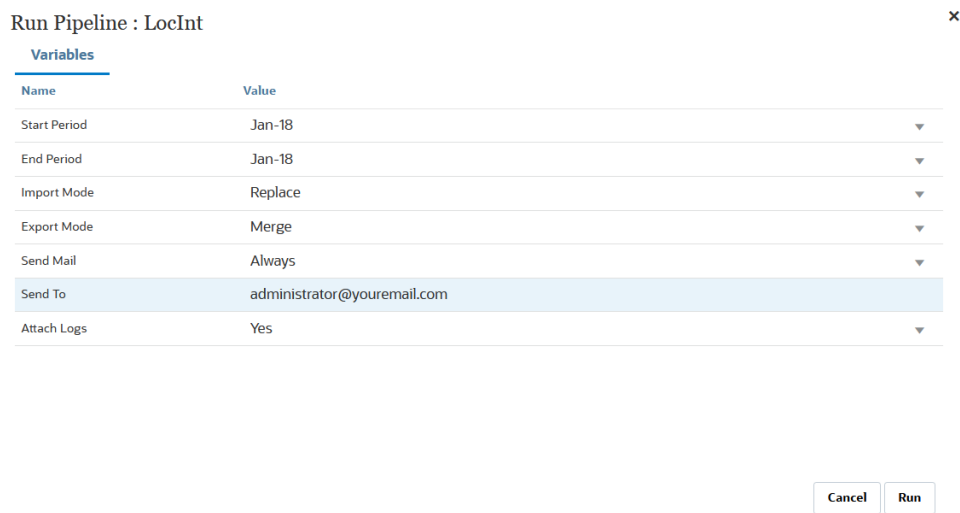 Run Pipeline : LocInt
×
Variables
Name Value
Start Period Jan-18
End Period Jan-18
Import Mode Replace
Export Mode Merge
Send Mail Always
Send To administrator@youremail.com
Attach Logs Yes
Cancel Run